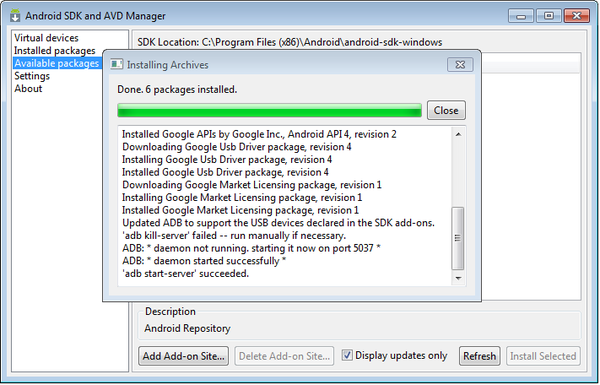 Android SDK and AVD Manager
Virtual devices
Installed packages
Available packages
Settings
About
SDK Location: C:\Program Files (x86)\Android\android-sdk-windows
Installing Archives
Done. 6 packages installed.
Close
Installed Google APIs by Google Inc., Android API 4, revision 2
Downloading Google Usb Driver package, revision 4
Installing Google Usb Driver package, revision 4
Installed Google Usb Driver package, revision 4
Downloading Google Market Licensing package, revision 1
Installing Google Market Licensing package, revision 1
Installed Google Market Licensing package, revision 1
Updated ADB to support the USB devices declared in the SDK add-ons.
'adb kill-server' failed -- run manually if necessary.
ADB: * daemon not running. starting it now on port 5037 *
ADB: * daemon started successfully *
'adb start-server' succeeded.
Description
Android Repository
Add Add-on Site...
Delete Add-on Site...
Display updates only
Refresh
Install Selected